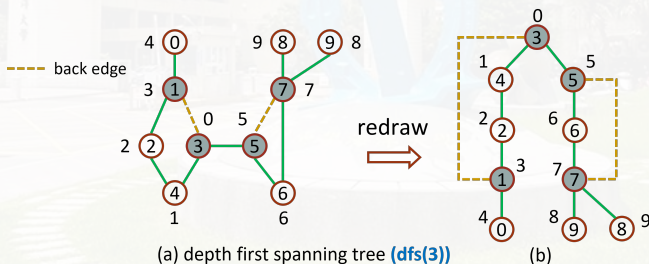 0
4 0 9 8 9 8 3
back edge 1 5
3 1 7 7 4 5
0 5
redraw 2 2 6 6
2 2 3 5
3 7
1 7
4 6
1 6 4 0 8 9 8 9
(a) depth first spanning tree (dfs(3)) (b)